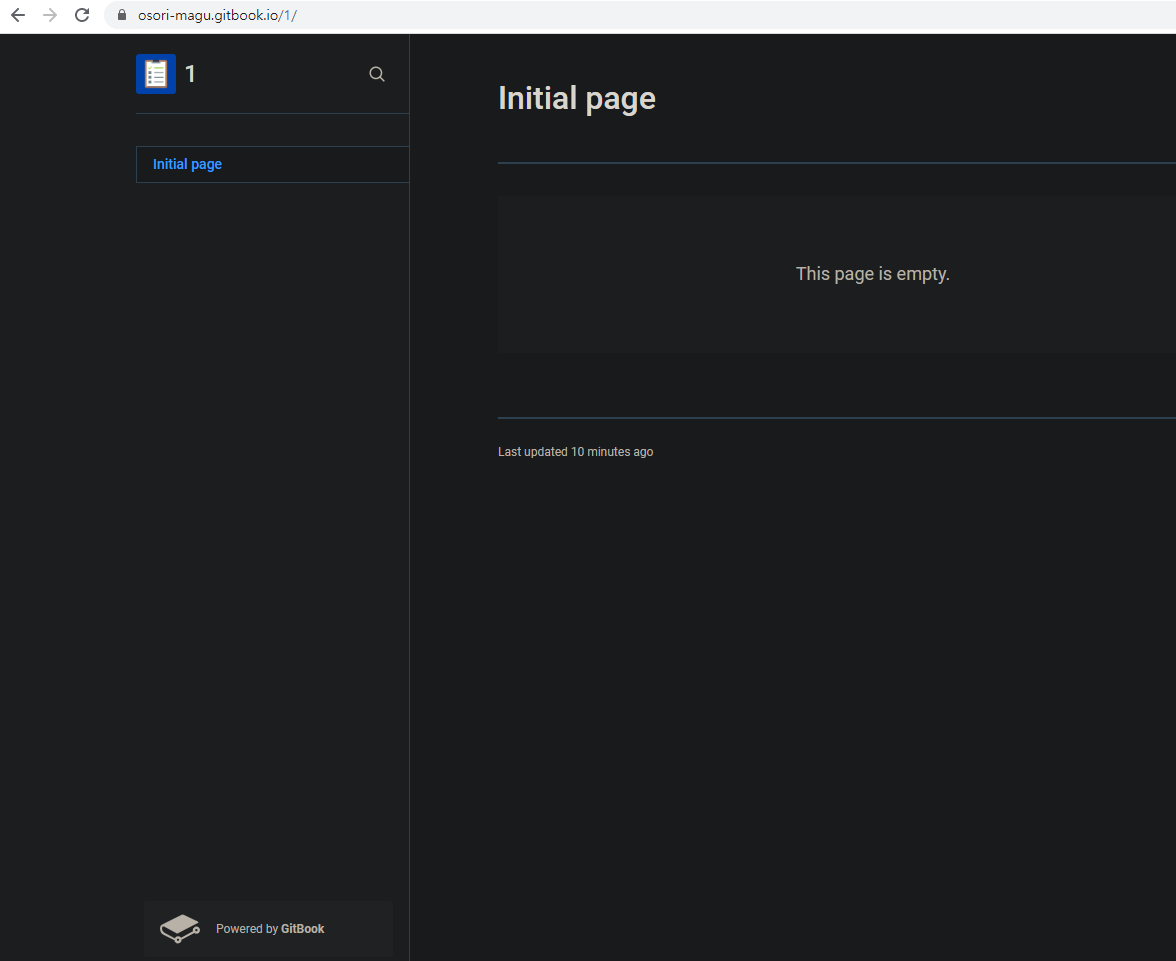 osori-magu.gitbook.io/1/
1
Initial page
Initial page
This page is empty.
Last updated 10 minutes ago
Powered by GitBook